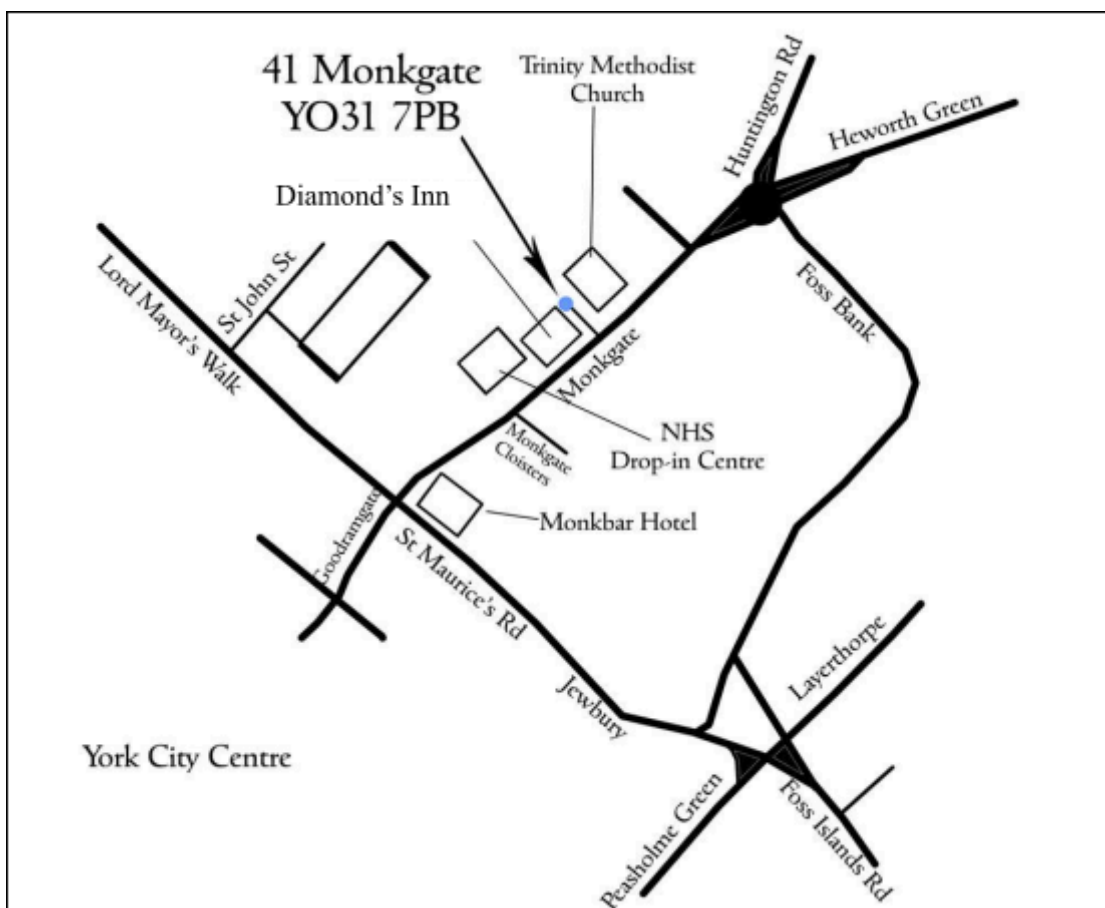 41 Monkgate
YO31 7PB
Trinity Methodist
Church
Huntington Rd
Heworth Green
Diamond's Inn
Lord Mayor's Walk
St John St
Foss Bank
Monkgate
Monkgate
Cloisters
NHS
Drop-in Centre
Goodramgate
Monkbar Hotel
St Maurice's Rd
Layerthorpe
Jewbury
York City Centre
Peasholme Green
Foss Islands Rd